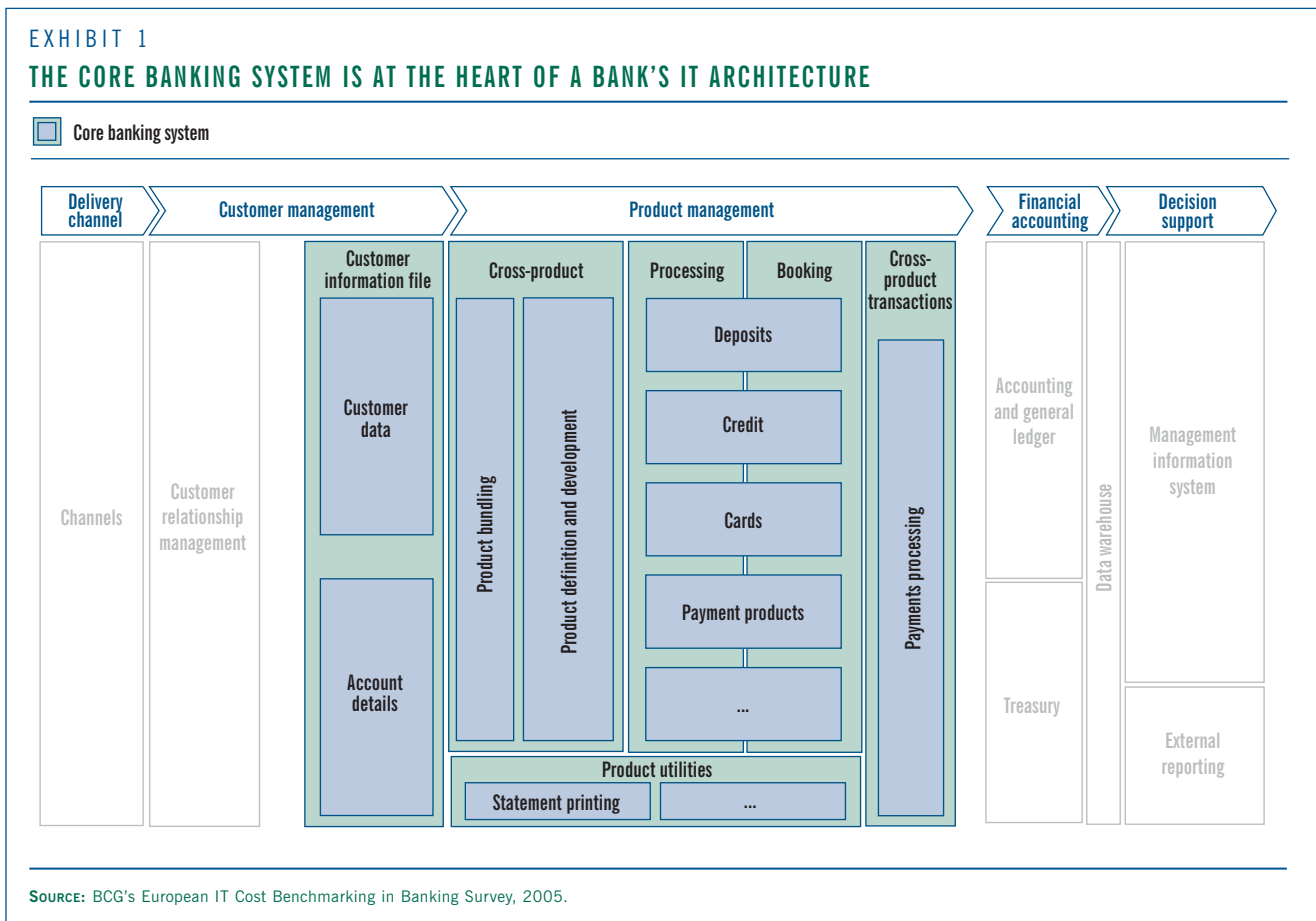 EXHIBIT 1
THE CORE BANKING SYSTEM IS AT THE HEART OF A BANK'S IT ARCHITECTURE
Core banking system
Delivery
channel
Customer management
Product management
Financial
accounting
Decision
support
Channels
Customer
relationship
management
Customer
information file
Customer
data
Account
details
Cross-product
Product bundling
Product definition and development
Processing
Booking
Deposits
Credit
Cards
Payment products
...
Product utilities
Statement printing
...
Cross-
product
transactions
Payments processing
Accounting
and general
ledger
Treasury
Data warehouse
Management
information
system
External
reporting
SOURCE: BCG's European IT Cost Benchmarking in Banking Survey, 2005.